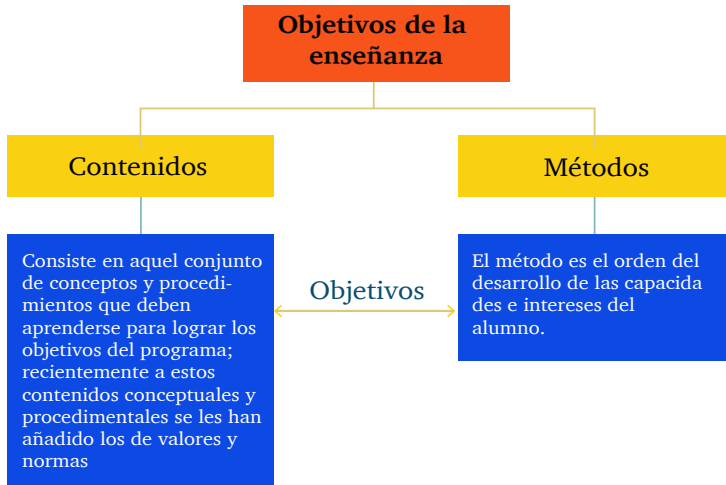 Objetivos de la
enseñanza
Contenidos
Métodos
Consiste en aquel conjunto
de conceptos y procedi-
mientos que deben
aprenderse para lograr los
objetivos del programa;
recientemente a estos
contenidos conceptuales y
procedimentales se les han
añadido los de valores y
normas
Objetivos
El método es el orden del
desarrollo de las capacida
des e intereses del
alumno.